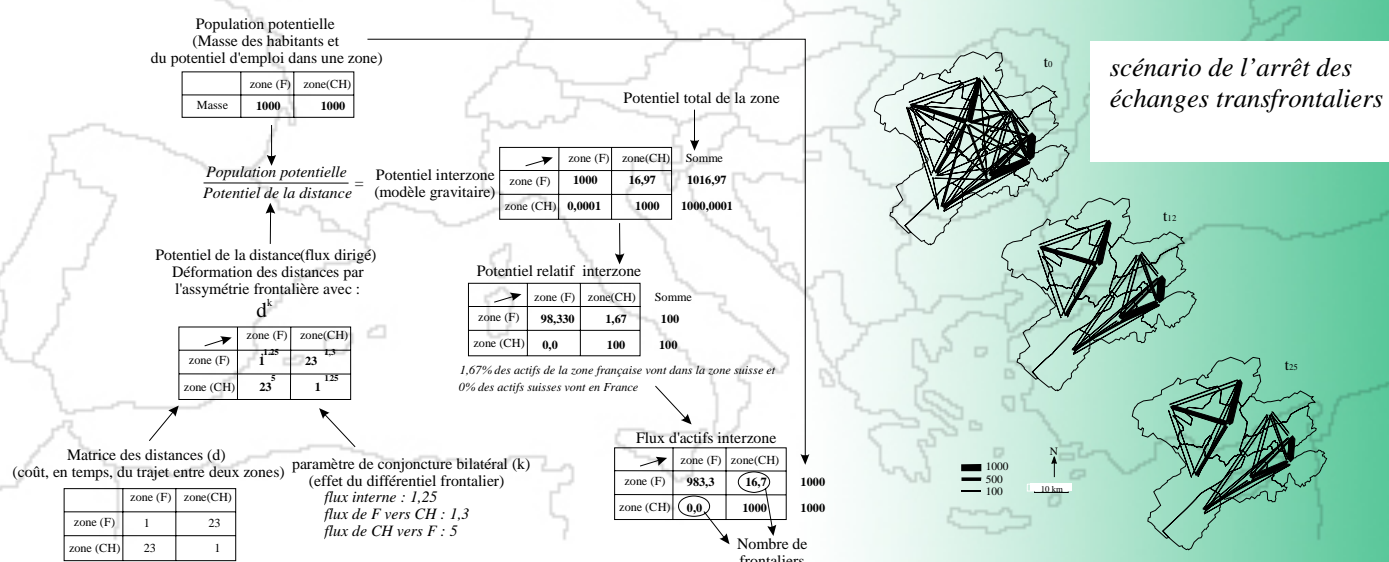 Population potentielle
(Masse des habitants et
du potentiel d'emploi dans une zone)
zone (F) zone(CH)
Masse 1000 1000
Population potentielle
Potentiel de la distance
=
Potentiel de la distance(flux dirigé)
Déformation des distances par
l'assymétrie frontalière avec :
d^k
zone (F) zone(CH)
zone (F) 1^1.25 23^1,3
zone (CH) 23^5 1^125
Matrice des distances (d)
(coût, en temps, du trajet entre deux zones)
zone (F) zone(CH)
zone (F) 1 23
zone (CH) 23 1
paramètre de conjoncture bilatéral (k)
(effet du différentiel frontalier)
flux interne : 1,25
flux de F vers CH : 1,3
flux de CH vers F : 5
Potentiel total de la zone
Potentiel interzone
(modèle gravitaire)
zone (F) zone(CH) Somme
zone (F) 1000 16,97 1016,97
zone (CH) 0,0001 1000 1000,0001
Potentiel relatif interzone
zone (F) zone(CH) Somme
zone (F) 98,330 1,67 100
zone (CH) 0,0 100 100
1,67% des actifs de la zone française vont dans la zone suisse et
0% des actifs suisses vont en France
Flux d'actifs interzone
zone (F) zone(CH)
zone (F) 983,3 16,7 1000
zone (CH) 0,0 1000 1000
Nombre de
frontaliers
scénario de l'arrêt des
échanges transfrontaliers
t0
t12
t25
1000
500
100
N
10 km